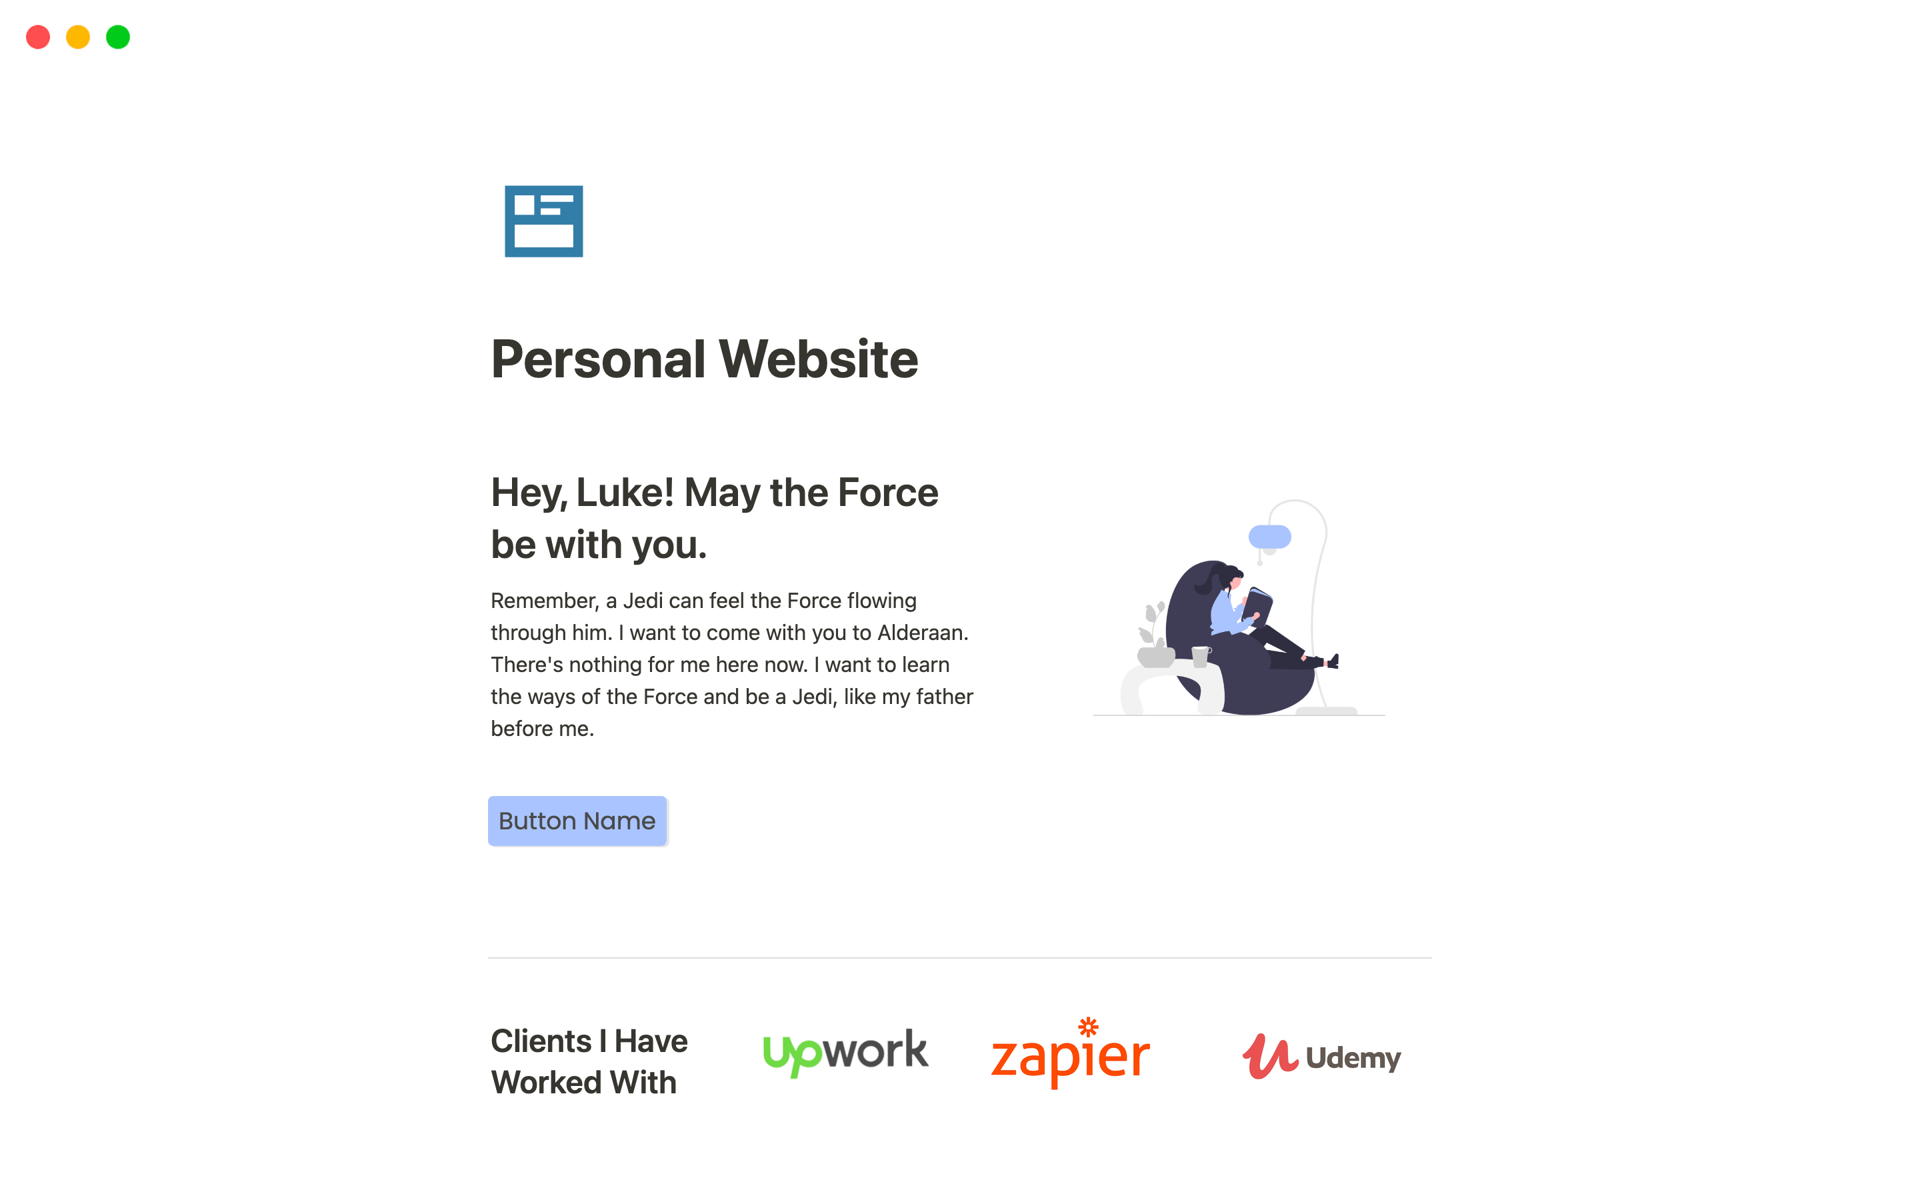 Personal Website
Hey, Luke! May the Force
be with you.
Remember, a Jedi can feel the Force flowing
through him. I want to come with you to Alderaan.
There's nothing for me here now. I want to learn
the ways of the Force and be a Jedi, like my father
before me.
Button Name
Clients I Have
Worked With
upwork
zapier
Udemy